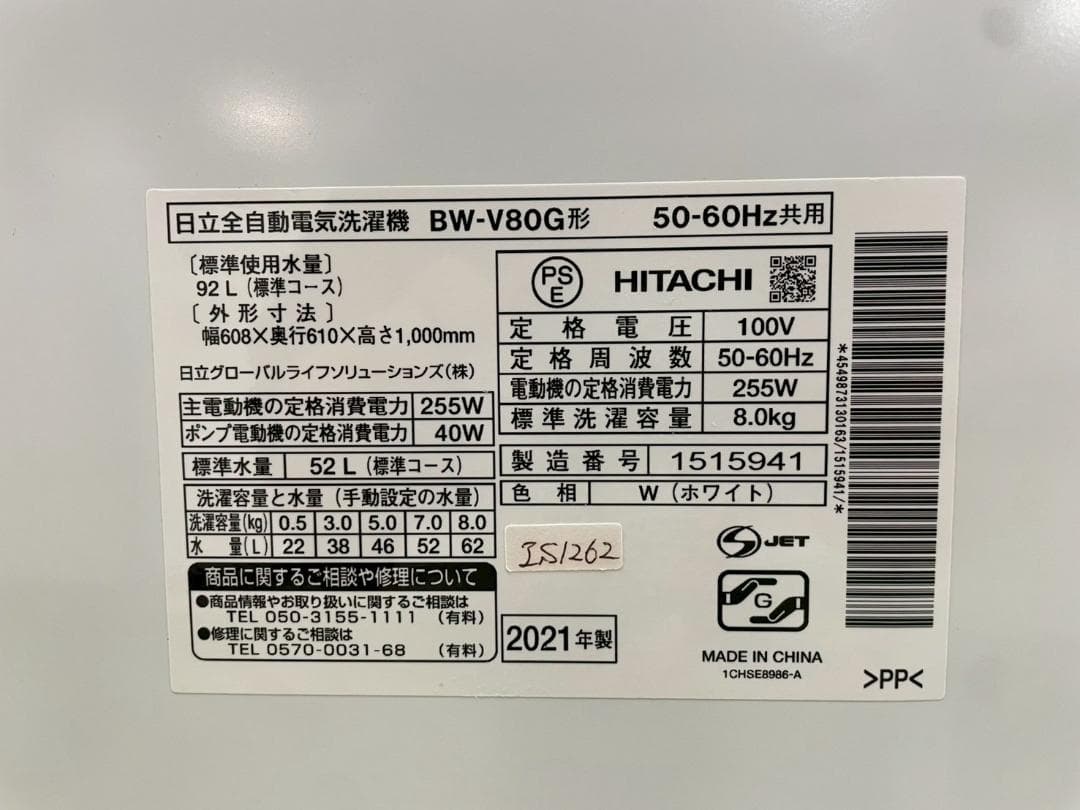 日立全自動電気洗濯機 BW-V80G形 50-60Hz共用
〔標準使用水量〕
92 L (標準コース)
〔外形寸法〕
幅608×奥行610×高さ1,000mm
日立グローバルライフソリューションズ(株)
主電動機の定格消費電力 255W
ポンプ電動機の定格消費電力 40W
標準水量 52 L (標準コース)
洗濯容量と水量 (手動設定の水量)
洗濯容量(kg) 0.5 3.0 5.0 7.0 8.0
水量(L) 22 38 46 52 62
商品に関するご相談や修理について
●商品情報やお取り扱いに関するご相談は
TEL 050-3155-1111 (有料)
●修理に関するご相談は
TEL 0570-0031-68 (有料)
PSE HITACHI
定格電圧 100V
定格周波数 50-60Hz
電動機の定格消費電力 255W
標準洗濯容量 8.0kg
製造番号 1515941
色相 W (ホワイト)
IS1262
2021年製
S JET
G
MADE IN CHINA
1CHSE8986-A
*4549873130163/1515941/*
>PP<